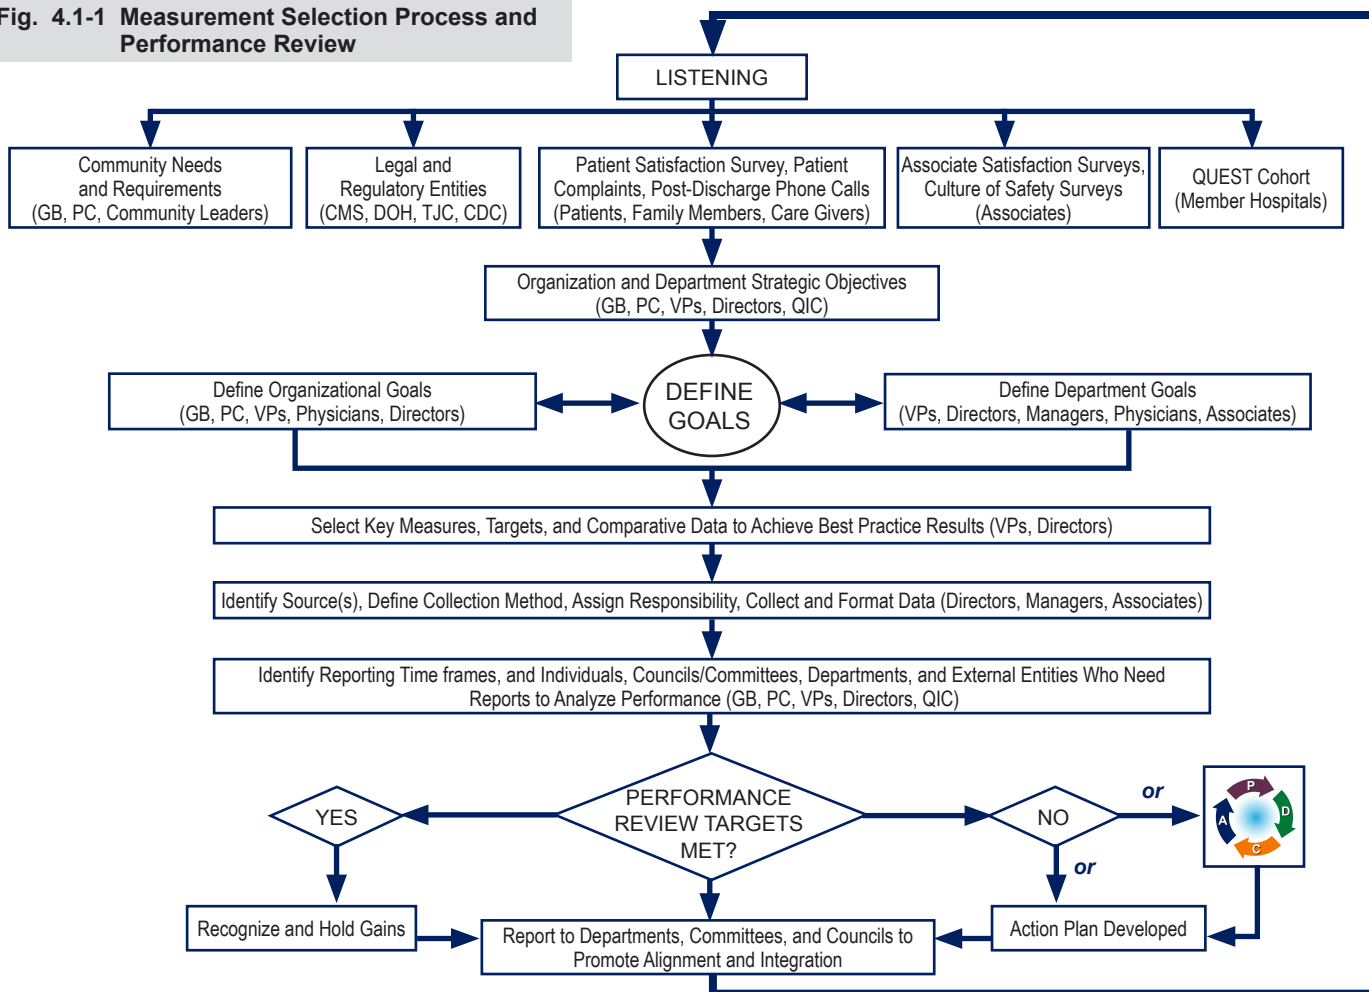 Fig. 4.1-1 Measurement Selection Process and
Performance Review
LISTENING
Community Needs
and Requirements
(GB, PC, Community Leaders)
Legal and
Regulatory Entities
(CMS, DOH, TJC, CDC)
Patient Satisfaction Survey, Patient
Complaints, Post-Discharge Phone Calls
(Patients, Family Members, Care Givers)
Associate Satisfaction Surveys,
Culture of Safety Surveys
(Associates)
QUEST Cohort
(Member Hospitals)
Organization and Department Strategic Objectives
(GB, PC, VPs, Directors, QIC)
Define Organizational Goals
(GB, PC, VPs, Physicians, Directors)
DEFINE
GOALS
Define Department Goals
(VPs, Directors, Managers, Physicians, Associates)
Select Key Measures, Targets, and Comparative Data to Achieve Best Practice Results (VPs, Directors)
Identify Source(s), Define Collection Method, Assign Responsibility, Collect and Format Data (Directors, Managers, Associates)
Identify Reporting Time frames, and Individuals, Councils/Committees, Departments, and External Entities Who Need
Reports to Analyze Performance (GB, PC, VPs, Directors, QIC)
YES
PERFORMANCE
REVIEW TARGETS
MET?
NO
or
P
D
C
A
or
Recognize and Hold Gains
Report to Departments, Committees, and Councils to
Promote Alignment and Integration
Action Plan Developed